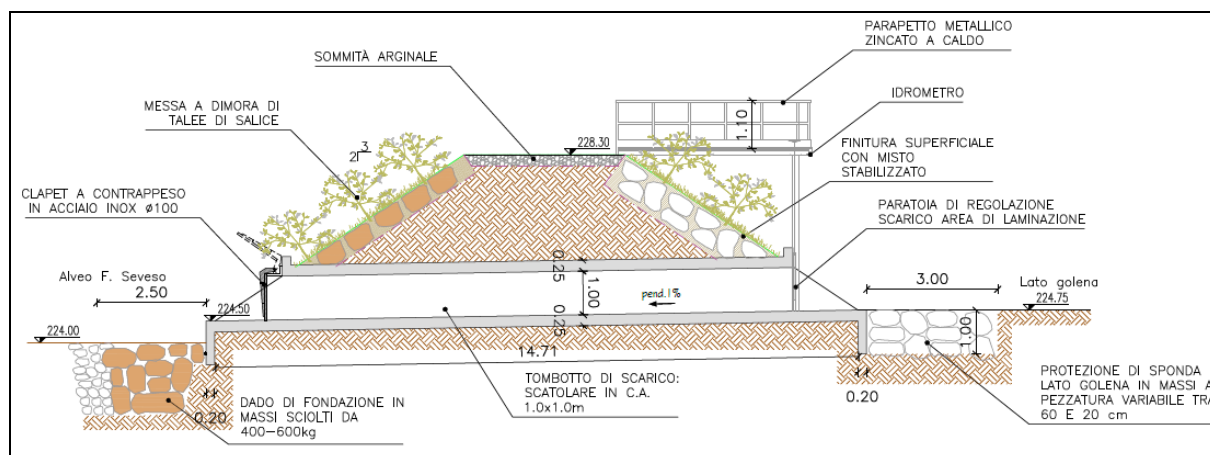 PARAPETTO METALLICO
ZINCATO A CALDO
SOMMITÀ ARGINALE
IDROMETRO
MESSA A DIMORA DI
TALEE DI SALICE
3
2
228.30
1.10
FINITURA SUPERFICIALE
CON MISTO
STABILIZZATO
CLAPET A CONTRAPPESO
IN ACCIAIO INOX ø100
PARATOIA DI REGOLAZIONE
SCARICO AREA DI LAMINAZIONE
Alveo F. Seveso
2.50
224.50
224.00
0.25
1.00
0.25
pend.1%
3.00
Lato golena
224.75
1.00
14.71
0.20
0.20
DADO DI FONDAZIONE IN
MASSI SCIOLTI DA
400-600kg
TOMBOTTO DI SCARICO:
SCATOLARE IN C.A.
1.0x1.0m
PROTEZIONE DI SPONDA
LATO GOLENA IN MASSI A
PEZZATURA VARIABILE TRA
60 E 20 cm